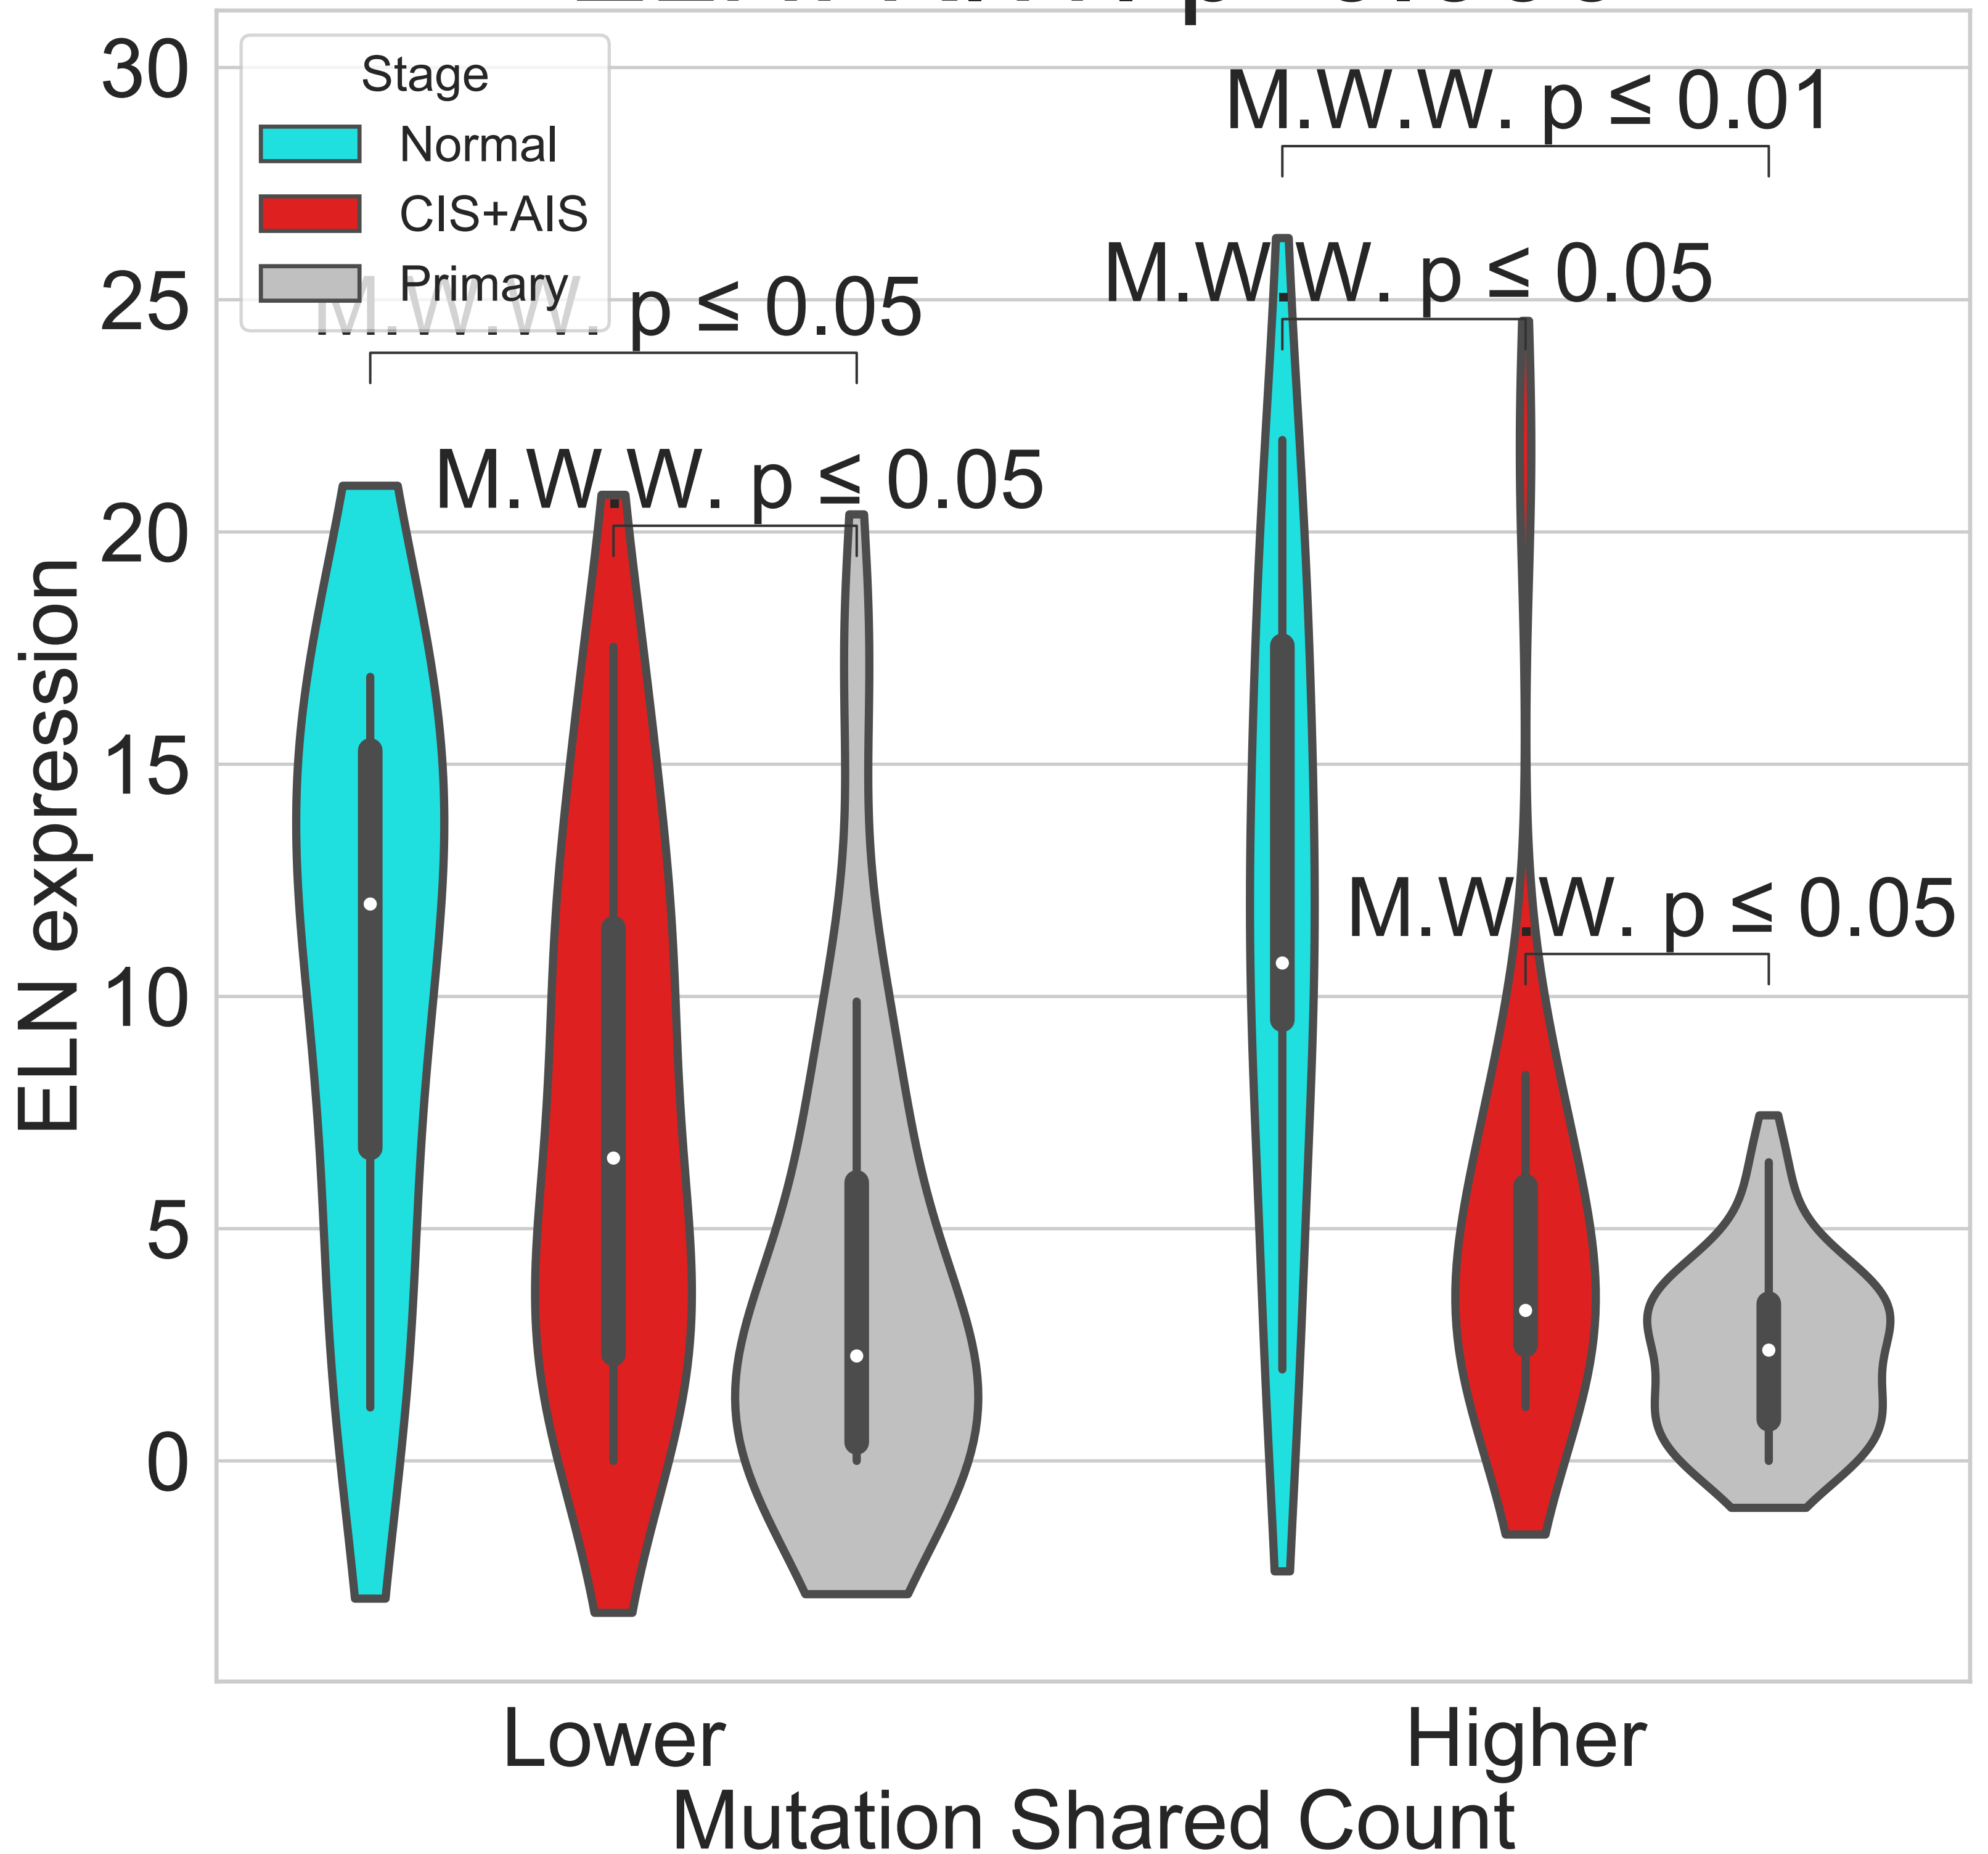 30
25
20
15
10
5
0
ELN expression
Stage
Normal
CIS+AIS
Primary
M.W.W. p ≤ 0.01
M.W.W. p ≤ 0.05
M.W.W. p ≤ 0.05
M.W.W. p ≤ 0.05
M.W.W. p ≤ 0.05
Lower
Higher
Mutation Shared Count